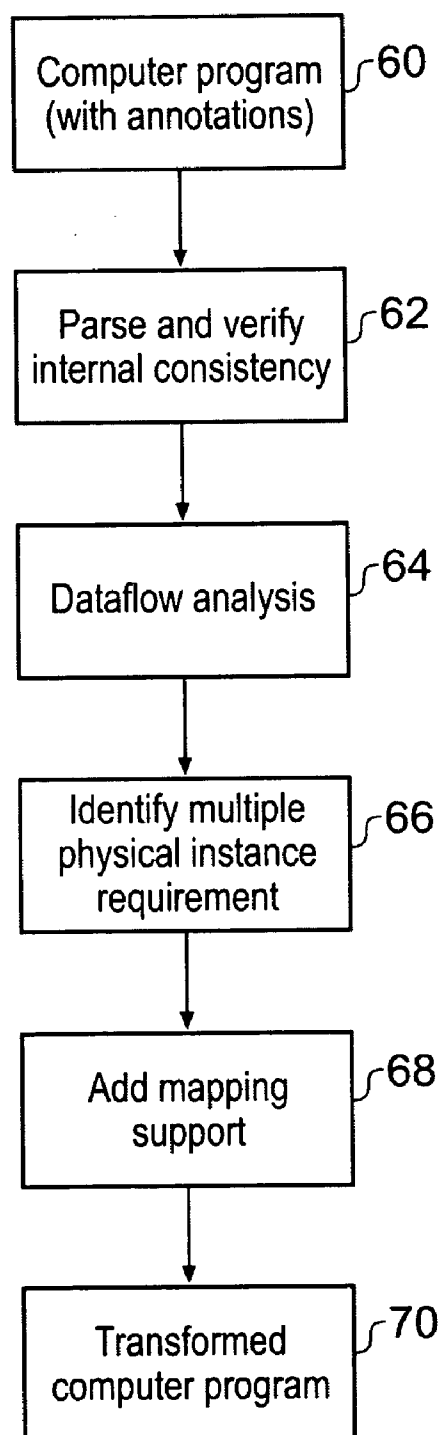 Computer program
(with annotations)
60
Parse and verify
internal consistency
62
Dataflow analysis
64
Identify multiple
physical instance
requirement
66
Add mapping
support
68
Transformed
computer program
70